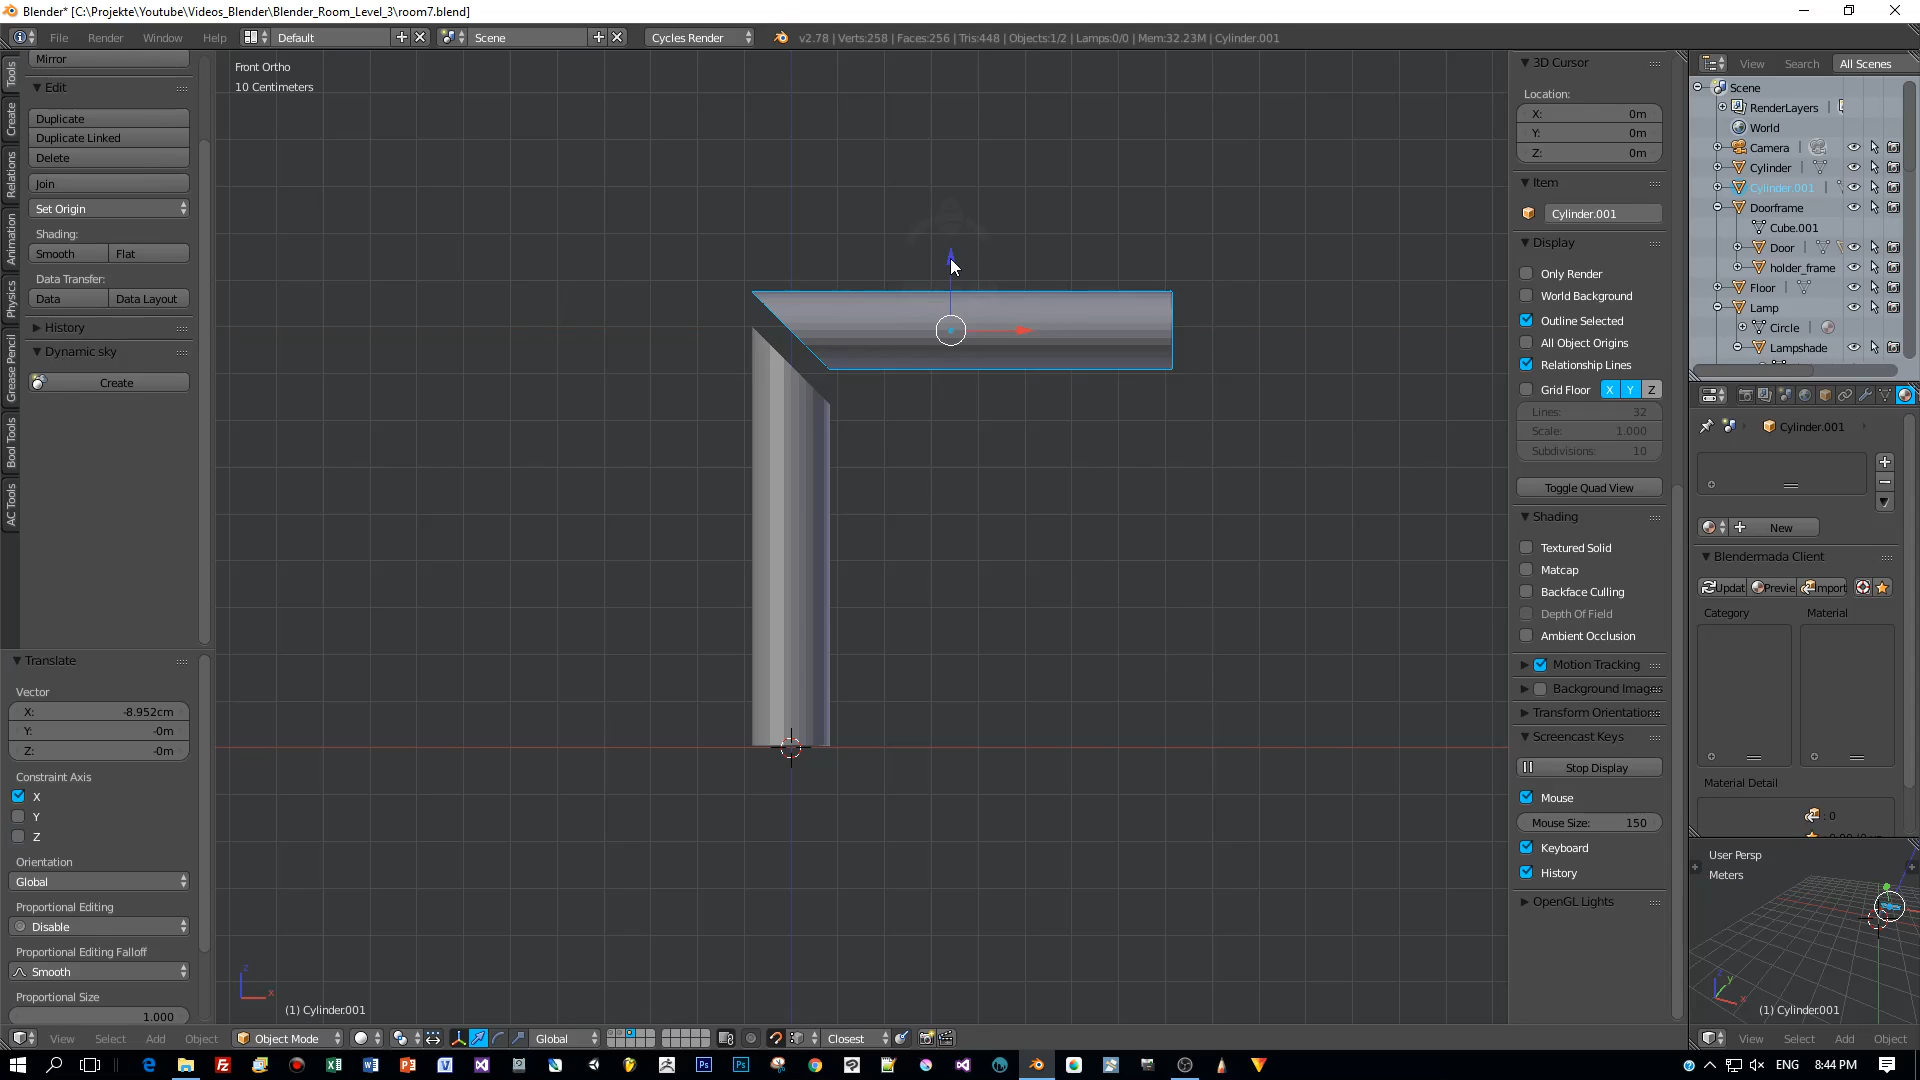 Blender* [C:\Projekte\Youtube\Videos_Blender\Blender_Room_Level_3\room7.blend]
File Render Window Help Default Scene Cycles Render v2.78 | Verts:258 | Faces:256 | Tris:448 | Objects:1/2 | Lamps:0/0 | Mem:32.23M | Cylinder.001
Tools
Create
Relations
Animation
Physics
Grease Pencil
Bool Tools
AC Tools
Mirror
Edit
Duplicate
Duplicate Linked
Delete
Join
Set Origin
Shading:
Smooth Flat
Data Transfer:
Data Data Layout
History
Dynamic sky
Create
Translate
Vector
X: -8.952cm
Y: -0m
Z: -0m
Constraint Axis
X
Y
Z
Orientation
Global
Proportional Editing
Disable
Proportional Editing Falloff
Smooth
Proportional Size
1.000
Front Ortho
10 Centimeters
z
x
(1) Cylinder.001
View Select Add Object Object Mode Global Closest
3D Cursor
Location:
X: 0m
Y: 0m
Z: 0m
Item
Cylinder.001
Display
Only Render
World Background
Outline Selected
All Object Origins
Relationship Lines
Grid Floor X Y Z
Lines: 32
Scale: 1.000
Subdivisions: 10
Toggle Quad View
Shading
Textured Solid
Matcap
Backface Culling
Depth Of Field
Ambient Occlusion
Motion Tracking
Background Images
Transform Orientations
Screencast Keys
Stop Display
Mouse
Mouse Size: 150
Keyboard
History
OpenGL Lights
View Search All Scenes
Scene
RenderLayers
World
Camera
Cylinder
Cylinder.001
Doorframe
Cube.001
Door
holder_frame
Floor
Lamp
Circle
Lampshade
Cylinder.001
New
Blendermada Client
Updat Previe Import
Category Material
Material Detail
: 0
User Persp
Meters
z
y
x
(1) Cylinder.001
View Select Add Object
ENG 8:44 PM